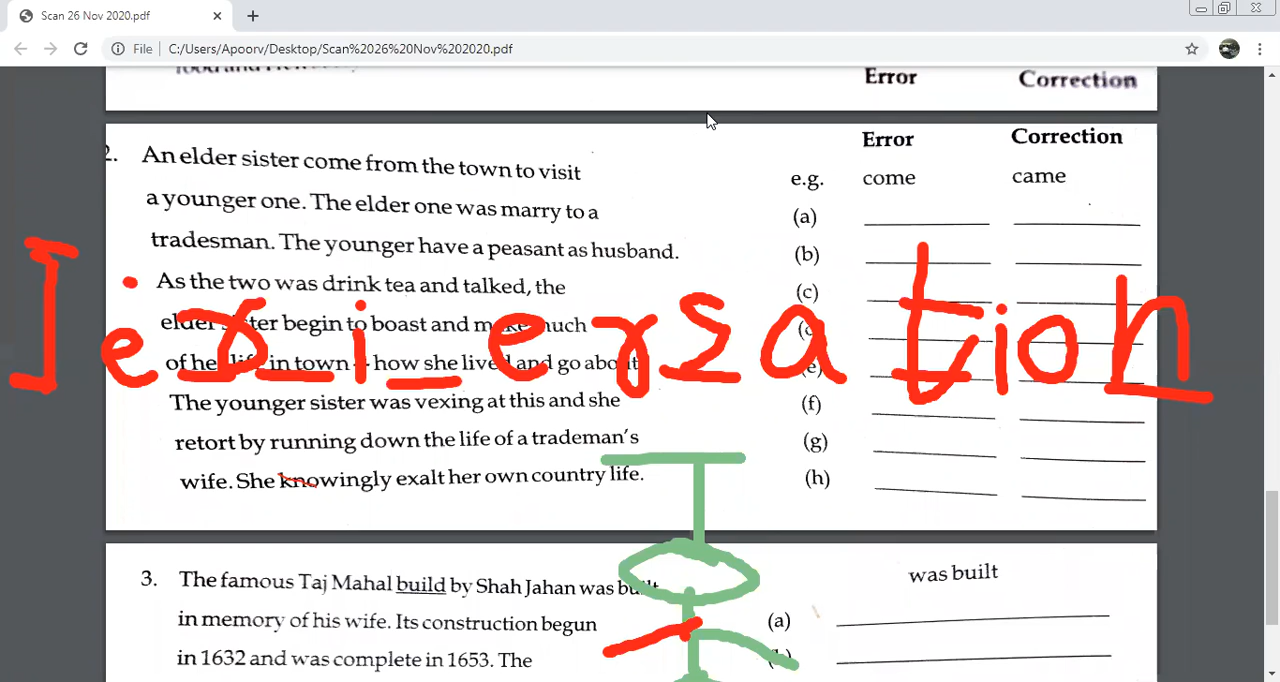 Scan 26 Nov 2020.pdf
File C:/Users/Apoorv/Desktop/Scan%2026%20Nov%202020.pdf
Error Correction
2. An elder sister come from the town to visit
a younger one. The elder one was marry to a
tradesman. The younger have a peasant as husband.
As the two was drink tea and talked, the
elder sister begin to boast and make much
of her life in town - how she lived and go about
The younger sister was vexing at this and she
retort by running down the life of a trademan's
wife. She knowingly exalt her own country life.
Error Correction
e.g. come came
(a)
(b)
(c)
(e)
(f)
(g)
(h)
3. The famous Taj Mahal build by Shah Jahan was built
in memory of his wife. Its construction begun
in 1632 and was complete in 1653. The
was built
(a)
(b)